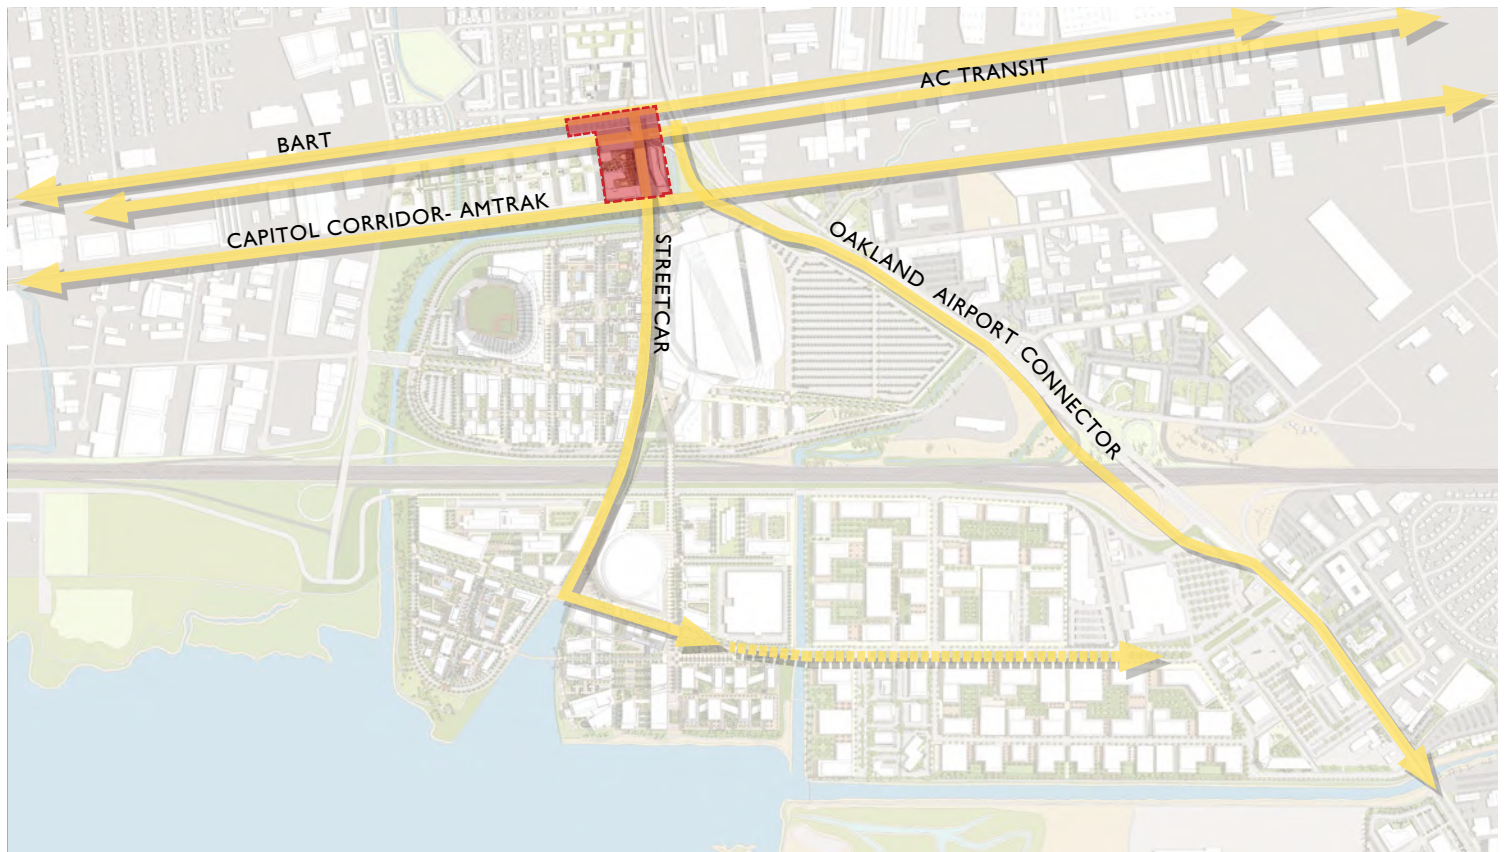 AC TRANSIT
BART
CAPITOL CORRIDOR- AMTRAK
STREETCAR
OAKLAND AIRPORT CONNECTOR